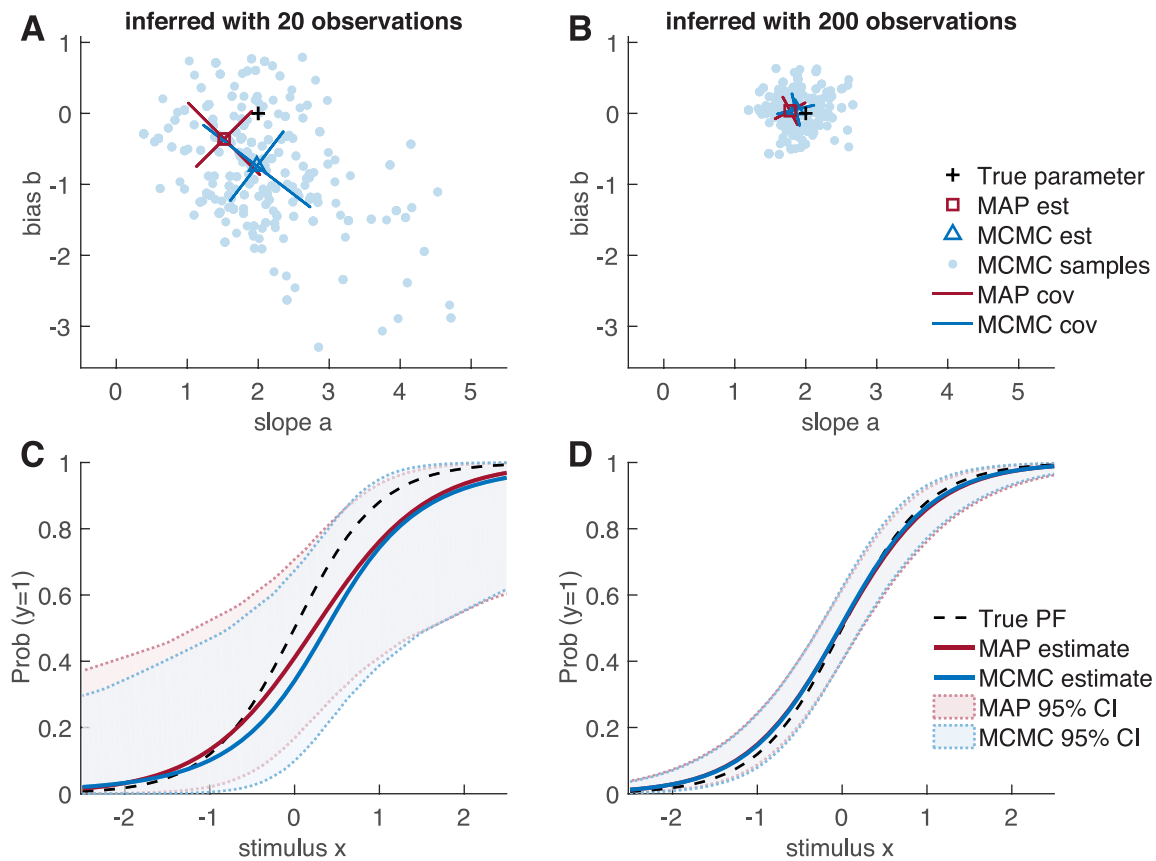 A inferred with 20 observations
1
0
-1
-2
-3
bias b
0 1 2 3 4 5
slope a
B inferred with 200 observations
1
0
-1
-2
-3
bias b
0 1 2 3 4 5
slope a
True parameter
MAP est
MCMC est
MCMC samples
MAP cov
MCMC cov
C
1
0.8
0.6
0.4
0.2
0
Prob (y=1)
-2 -1 0 1 2
stimulus x
D
1
0.8
0.6
0.4
0.2
0
Prob (y=1)
-2 -1 0 1 2
stimulus x
True PF
MAP estimate
MCMC estimate
MAP 95% CI
MCMC 95% CI